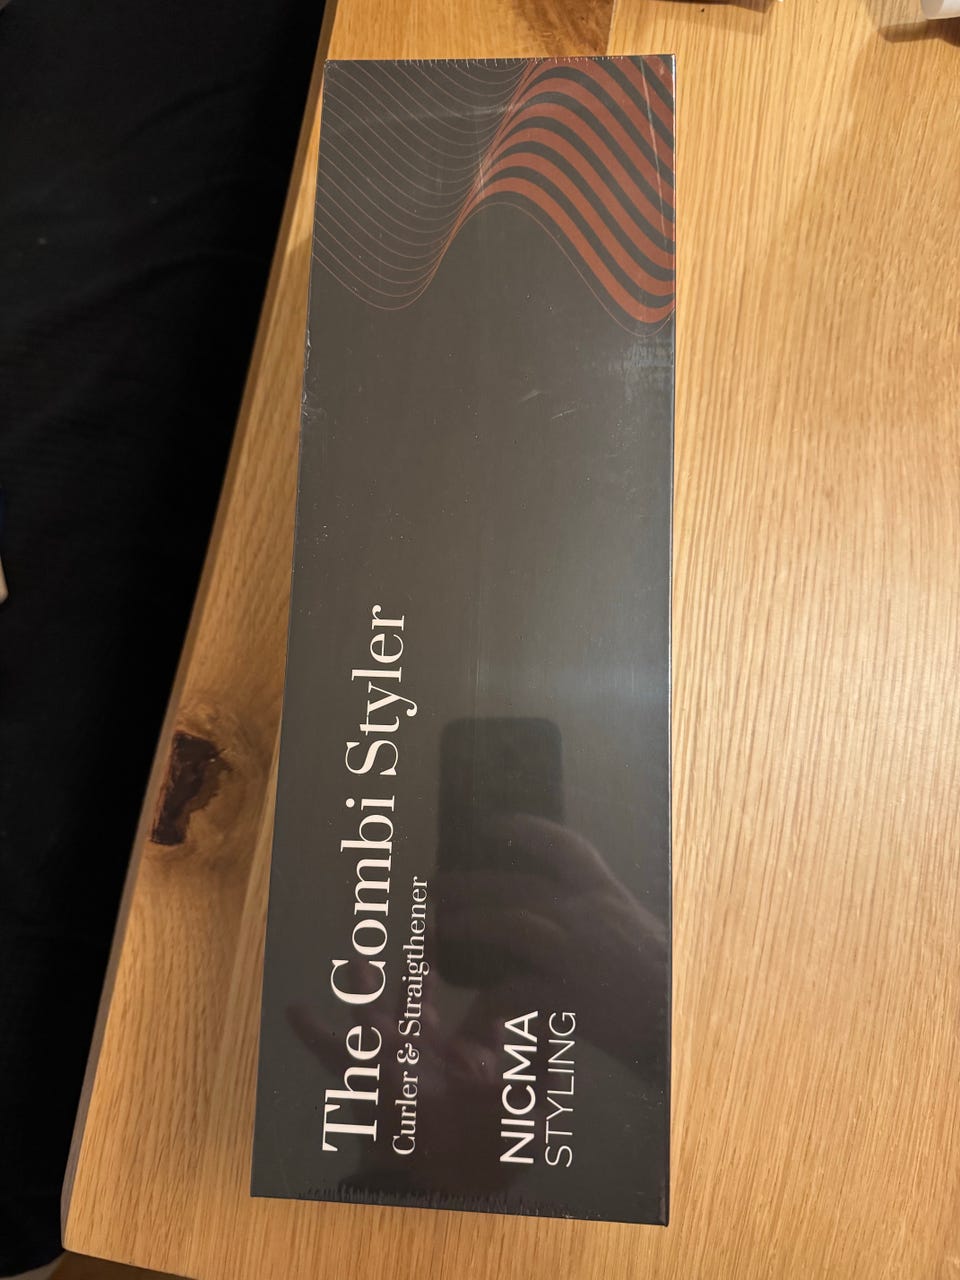 The Combi Styler
Curler & Straigthener
NICMA
STYLING